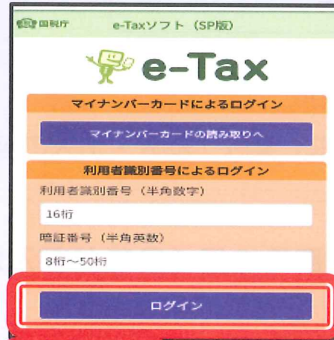 国税庁 e-Taxソフト（SP版）
e-Tax
マイナンバーカードによるログイン
マイナンバーカードの読み取りへ
利用者識別番号によるログイン
利用者識別番号（半角数字）
16桁
暗証番号（半角英数）
8桁～50桁
ログイン